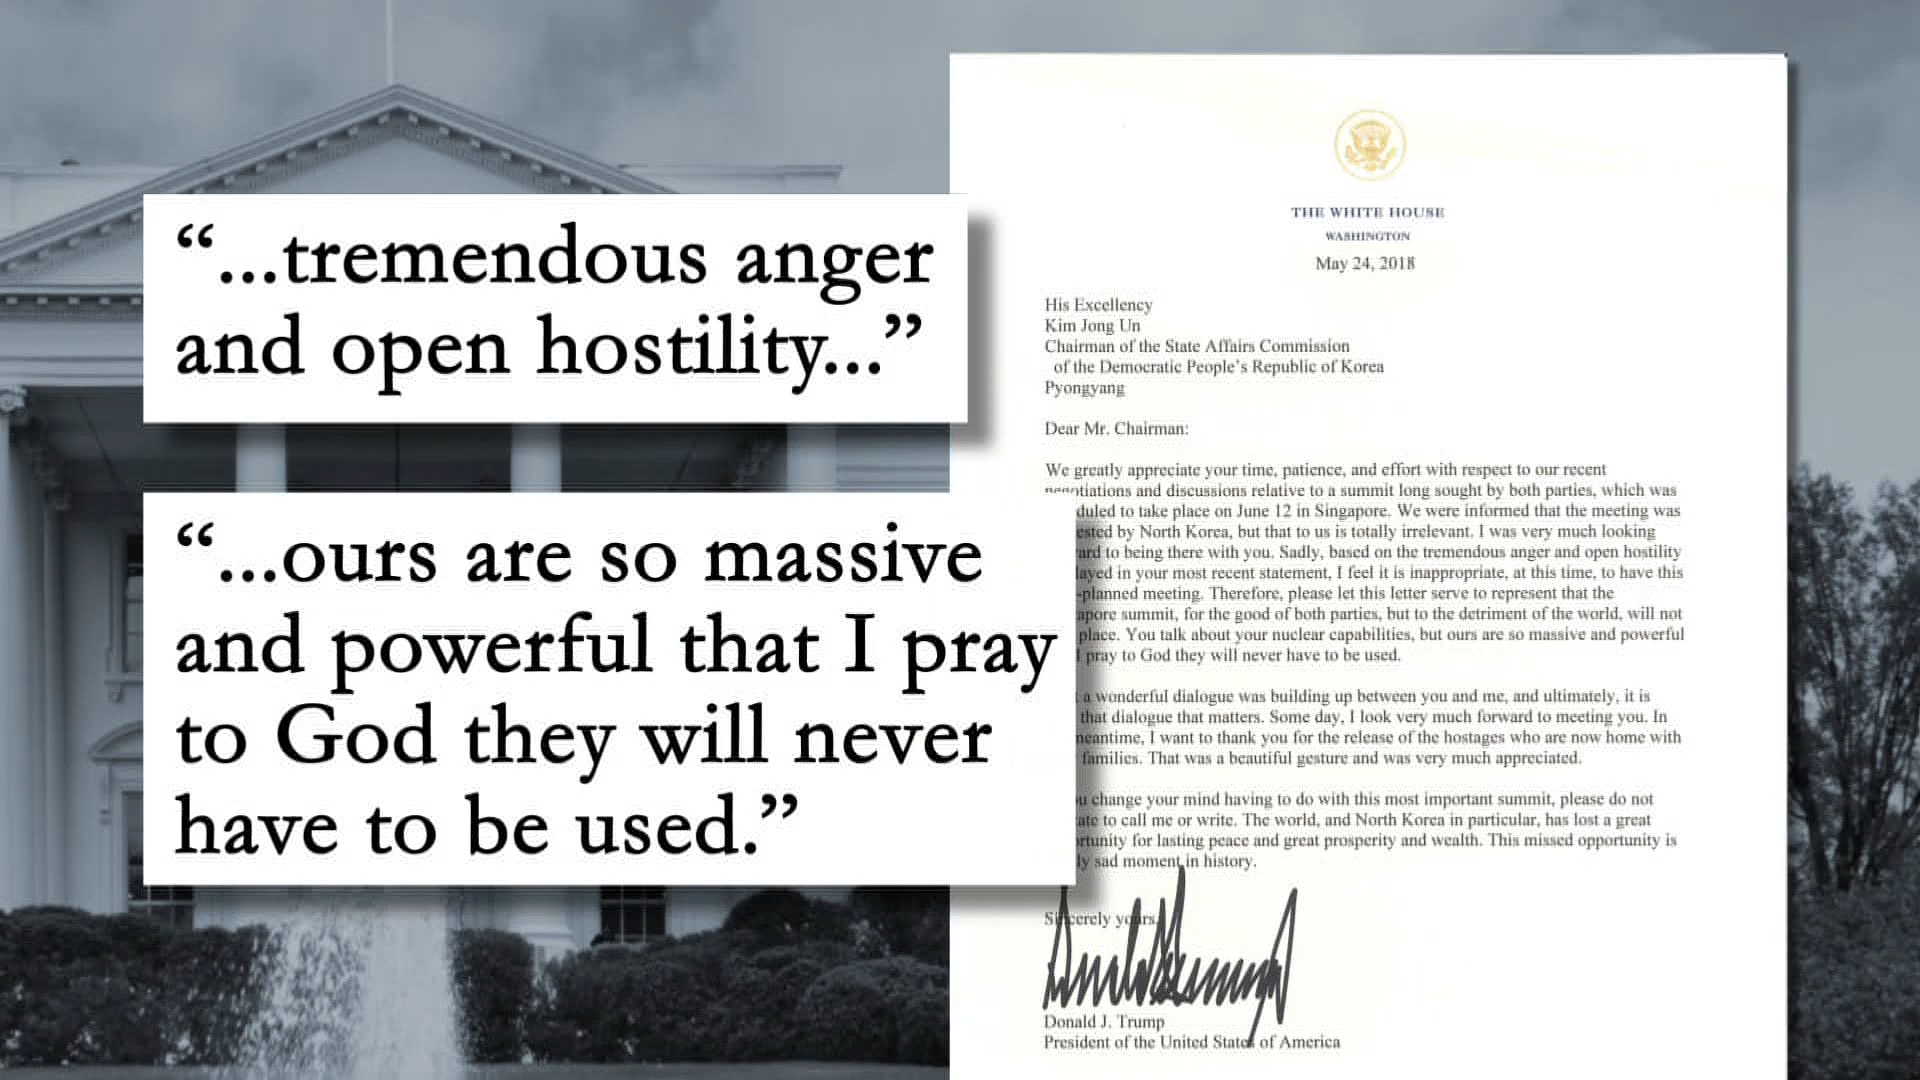 “...tremendous anger
and open hostility...”
“...ours are so massive
and powerful that I pray
to God they will never
have to be used.”
THE WHITE HOUSE
WASHINGTON
May 24, 2018
His Excellency
Kim Jong Un
Chairman of the State Affairs Commission
of the Democratic People’s Republic of Korea
Pyongyang
Dear Mr. Chairman:
We greatly appreciate your time, patience, and effort with respect to our recent
negotiations and discussions relative to a summit long sought by both parties, which was
duled to take place on June 12 in Singapore. We were informed that the meeting was
ested by North Korea, but that to us is totally irrelevant. I was very much looking
ard to being there with you. Sadly, based on the tremendous anger and open hostility
layed in your most recent statement, I feel it is inappropriate, at this time, to have this
-planned meeting. Therefore, please let this letter serve to represent that the
apore summit, for the good of both parties, but to the detriment of the world, will not
place. You talk about your nuclear capabilities, but ours are so massive and powerful
I pray to God they will never have to be used.
a wonderful dialogue was building up between you and me, and ultimately, it is
that dialogue that matters. Some day, I look very much forward to meeting you. In
meantime, I want to thank you for the release of the hostages who are now home with
families. That was a beautiful gesture and was very much appreciated.
u change your mind having to do with this most important summit, please do not
ate to call me or write. The world, and North Korea in particular, has lost a great
rtunity for lasting peace and great prosperity and wealth. This missed opportunity is
ly sad moment in history.
Sincerely yours,
Donald J. Trump
President of the United States of America